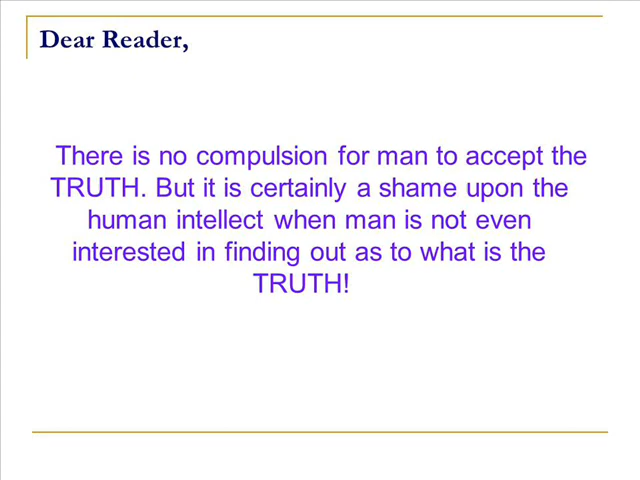 Dear Reader,
There is no compulsion for man to accept the
TRUTH. But it is certainly a shame upon the
human intellect when man is not even
interested in finding out as to what is the
TRUTH!